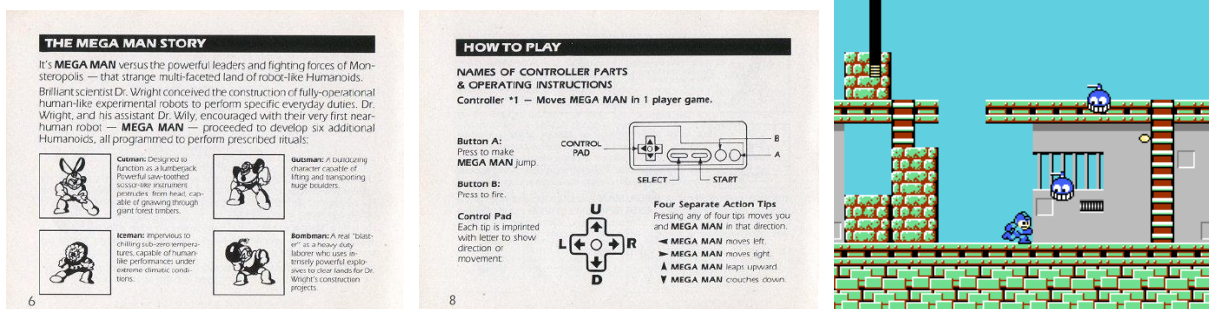 THE MEGA MAN STORY
It's MEGA MAN versus the powerful leaders and fighting forces of Mon-
steropolis — that strange multi-faceted land of robot-like Humanoids.
Brilliant scientist Dr. Wright conceived the construction of fully-operational
human-like experimental robots to perform specific everyday duties. Dr.
Wright, and his assistant Dr. Wily, encouraged with their very first near-
human robot — MEGA MAN — proceeded to develop six additional
Humanoids, all programmed to perform prescribed rituals:
Cutman: Designed to
function as a lumberjack.
Powerful saw-toothed
scissor-like instrument
protrudes from head, cap-
able of gnawing through
giant forest timbers.
Gutsman: A bulldozing
character capable of
lifting and transporting
huge boulders.
Iceman: Impervious to
chilling sub-zero tempera-
tures, capable of human-
like performances under
extreme climatic condi-
tions.
Bombman: A real "blast-
er" as a heavy duty
laborer who uses in-
tensely powerful explo-
sives to clear lands for Dr.
Wright's construction
projects.
6
HOW TO PLAY
NAMES OF CONTROLLER PARTS
& OPERATING INSTRUCTIONS
Controller *1 — Moves MEGA MAN in 1 player game.
Button A:
Press to make
MEGA MAN jump.
Button B:
Press to fire.
Control Pad
Each tip is imprinted
with letter to show
direction or
movement.
CONTROL
PAD
B
A
SELECT
START
U
L
R
D
Four Separate Action Tips
Pressing any of four tips moves you
and MEGA MAN in that direction.
◄ MEGA MAN moves left.
► MEGA MAN moves right.
▲ MEGA MAN leaps upward.
▼ MEGA MAN crouches down.
8